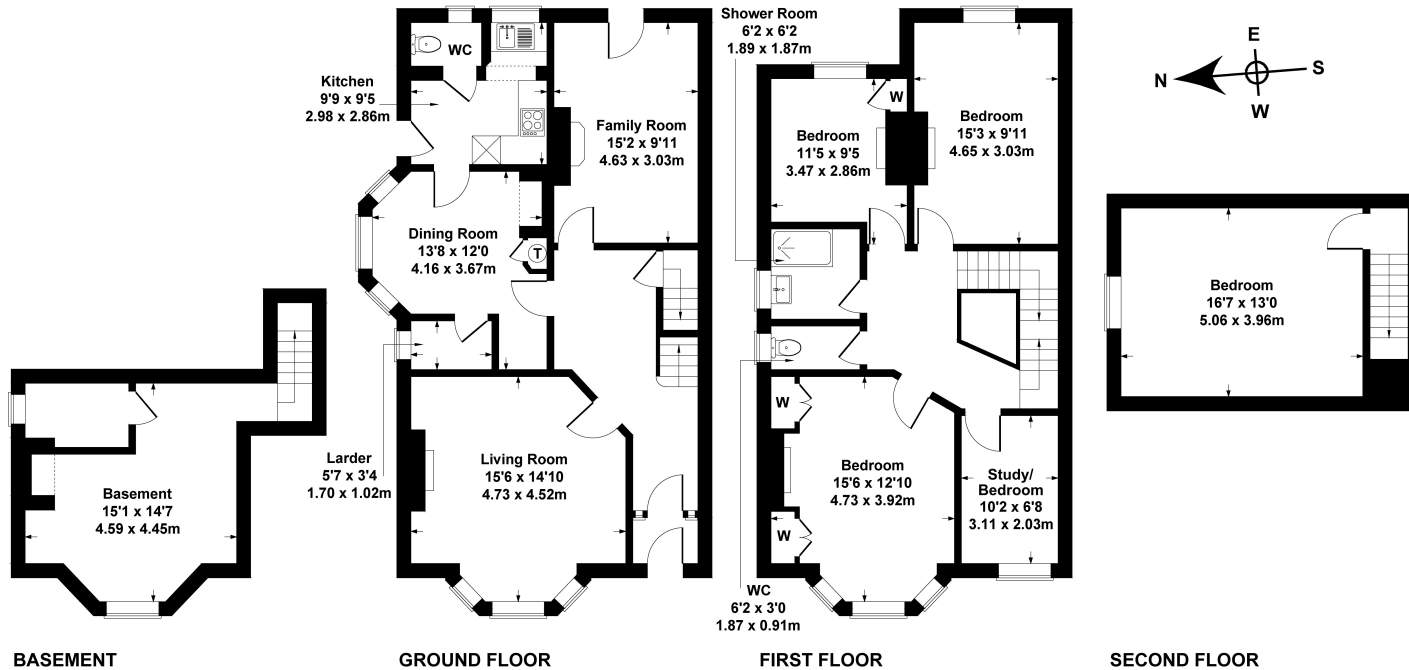 BASEMENT
Basement
15'1 x 14'7
4.59 x 4.45m
GROUND FLOOR
WC
Kitchen
9'9 x 9'5
2.98 x 2.86m
Family Room
15'2 x 9'11
4.63 x 3.03m
Dining Room
13'8 x 12'0
4.16 x 3.67m
T
Larder
5'7 x 3'4
1.70 x 1.02m
Living Room
15'6 x 14'10
4.73 x 4.52m
FIRST FLOOR
Shower Room
6'2 x 6'2
1.89 x 1.87m
W
Bedroom
11'5 x 9'5
3.47 x 2.86m
Bedroom
15'3 x 9'11
4.65 x 3.03m
W
Bedroom
15'6 x 12'10
4.73 x 3.92m
W
Study/
Bedroom
10'2 x 6'8
3.11 x 2.03m
WC
6'2 x 3'0
1.87 x 0.91m
SECOND FLOOR
Bedroom
16'7 x 13'0
5.06 x 3.96m
E
N
S
W